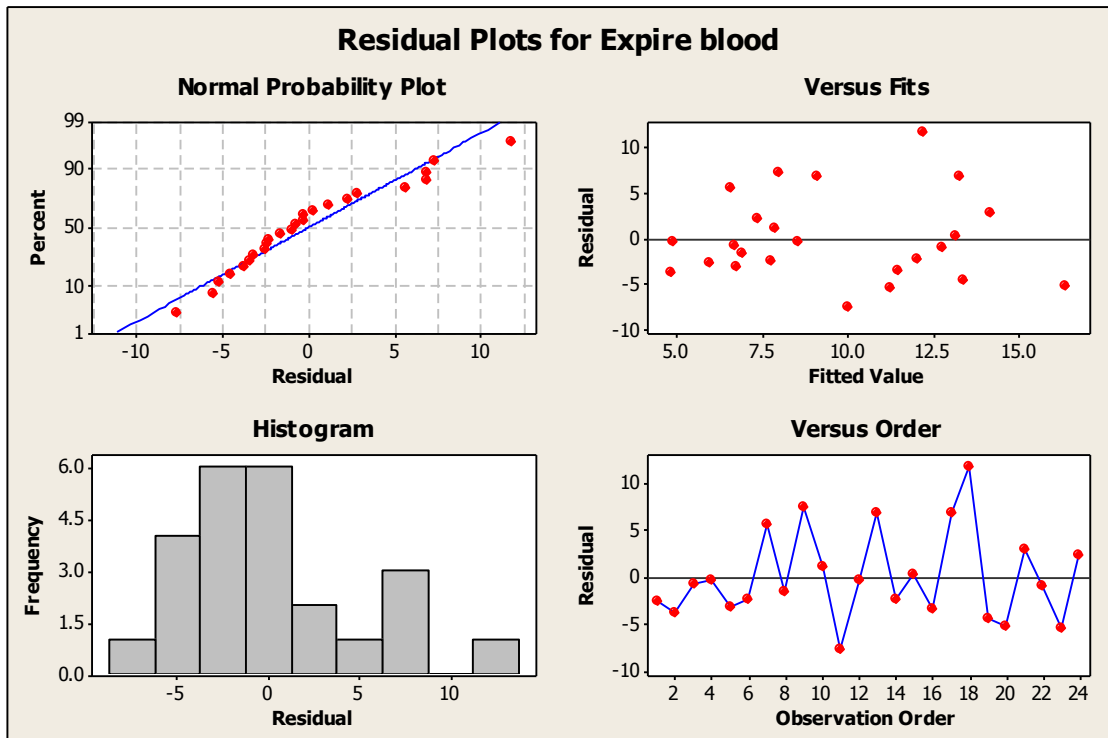 Residual Plots for Expire blood
Normal Probability Plot
99
90
50
10
1
Percent
-10 -5 0 5 10
Residual
Versus Fits
10
5
0
-5
-10
Residual
5.0 7.5 10.0 12.5 15.0
Fitted Value
Histogram
6.0
4.5
3.0
1.5
0.0
Frequency
-5 0 5 10
Residual
Versus Order
10
5
0
-5
-10
Residual
2 4 6 8 10 12 14 16 18 20 22 24
Observation Order